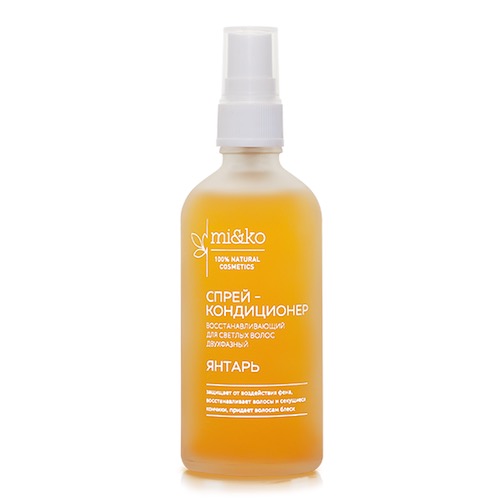 mi&ko
100% NATURAL
COSMETICS
СПРЕЙ –
КОНДИЦИОНЕР
ВОССТАНАВЛИВАЮЩИЙ
ДЛЯ СВЕТЛЫХ ВОЛОС
ДВУХФАЗНЫЙ
ЯНТАРЬ
защищает от воздействия фена,
восстанавливает волосы и секущиеся
кончики, придает волосам блеск